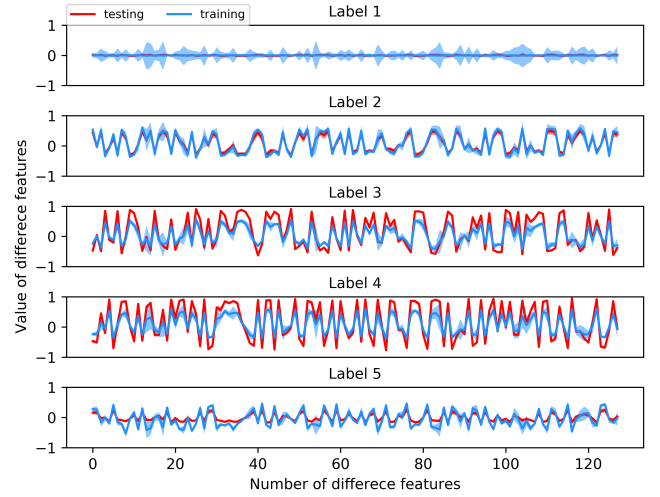 testing training
Label 1
1
0
−1
Label 2
1
0
−1
Label 3
1
0
−1
Label 4
1
0
−1
Label 5
1
0
−1
0 20 40 60 80 100 120
Number of differece features
Value of differece features